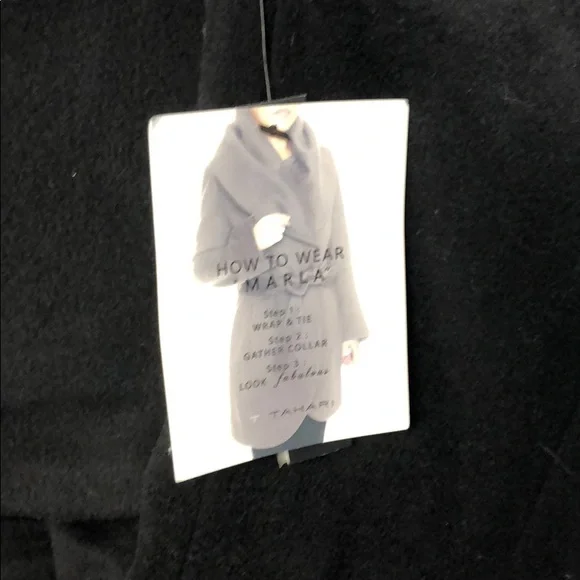 HOW TO WEAR
"MARLA"
Step 1:
WRAP & TIE
Step 2:
GATHER COLLAR
Step 3:
LOOK fabulous
T TAHARI